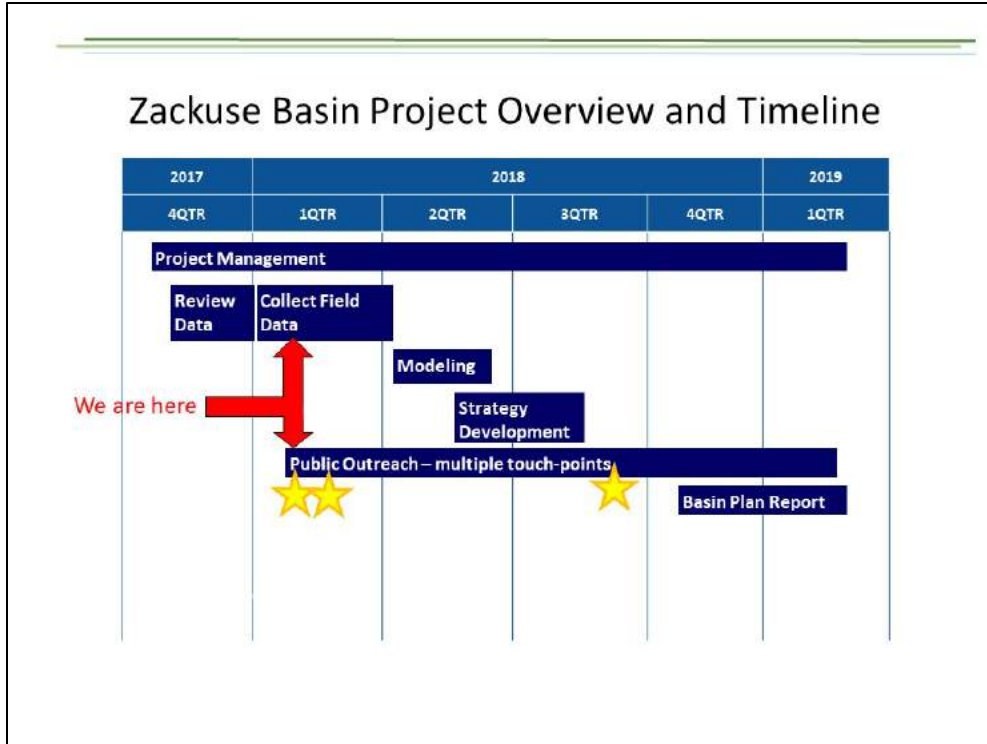 Zackuse Basin Project Overview and Timeline
2017 2018 2019
4QTR 1QTR 2QTR 3QTR 4QTR 1QTR
Project Management
Review
Data
Collect Field
Data
Modeling
We are here
Strategy
Development
Public Outreach – multiple touch-points
Basin Plan Report